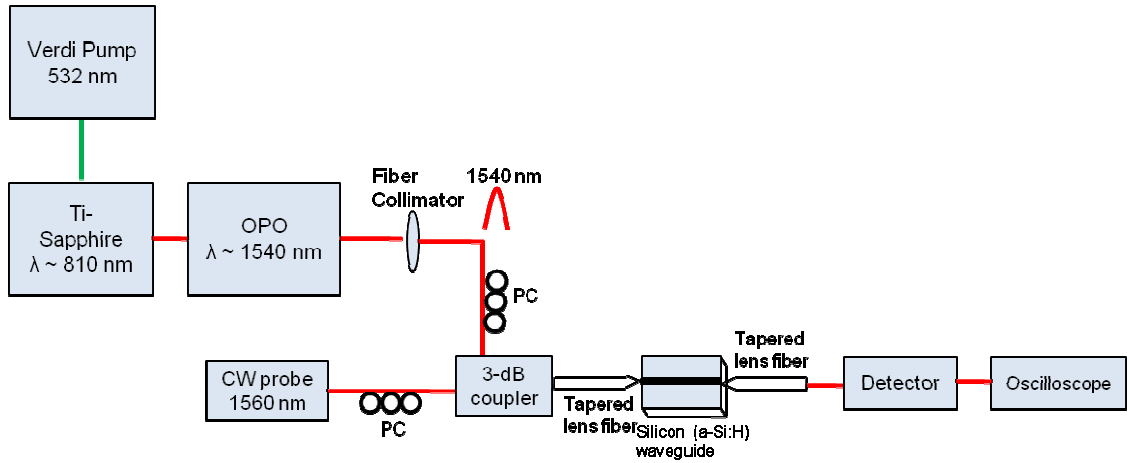 Verdi Pump
532 nm
Ti-
Sapphire
λ ~ 810 nm
OPO
λ ~ 1540 nm
Fiber
Collimator
1540 nm
PC
CW probe
1560 nm
PC
3-dB
coupler
Tapered
lens fiber
Silicon (a-Si:H)
waveguide
Tapered
lens fiber
Detector
Oscilloscope